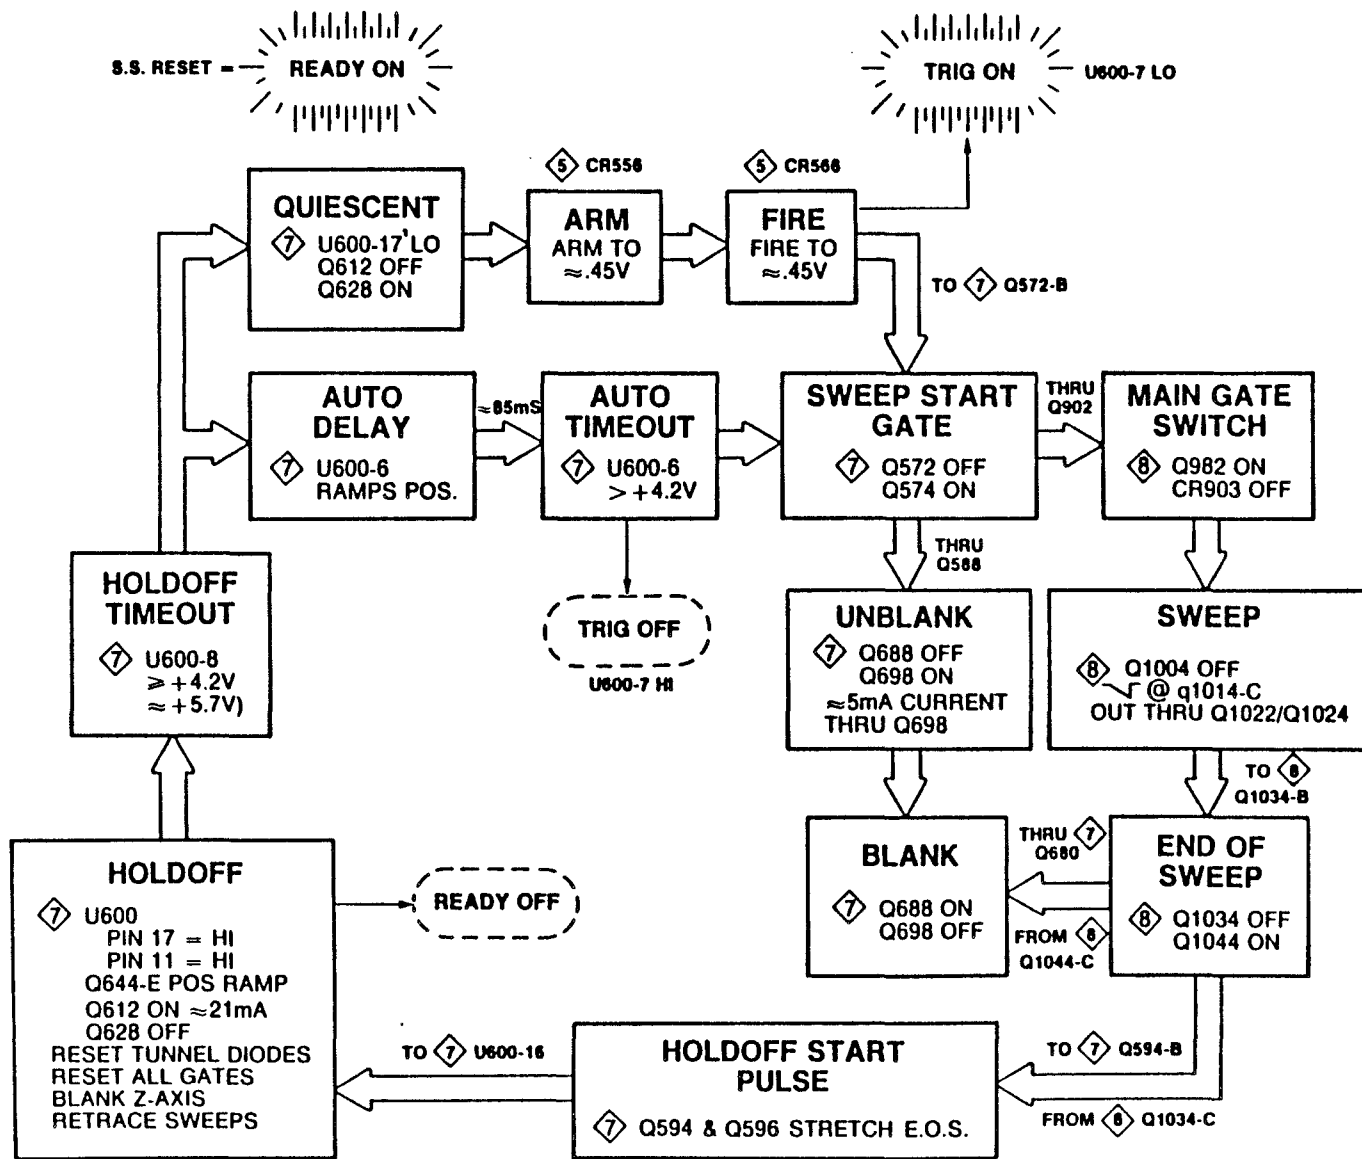 S.S. RESET =
READY ON
TRIG ON
U600-7 LO
5 CR556
5 CR566
QUIESCENT
7 U600-17'LO
Q612 OFF
Q628 ON
ARM
ARM TO
≈.45V
FIRE
FIRE TO
≈.45V
TO 7 Q572-B
AUTO
DELAY
7 U600-6
RAMPS POS.
≈85mS
AUTO
TIMEOUT
7 U600-6
> +4.2V
SWEEP START
GATE
7 Q572 OFF
Q574 ON
THRU
Q902
MAIN GATE
SWITCH
8 Q982 ON
CR903 OFF
HOLDOFF
TIMEOUT
7 U600-8
≥ +4.2V
≈ +5.7V)
TRIG OFF
U600-7 HI
THRU
Q588
UNBLANK
7 Q688 OFF
Q698 ON
≈5mA CURRENT
THRU Q698
SWEEP
8 Q1004 OFF
@ q1014-C
OUT THRU Q1022/Q1024
TO 8
Q1034-B
HOLDOFF
7 U600
PIN 17 = HI
PIN 11 = HI
Q644-E POS RAMP
Q612 ON ≈21mA
Q628 OFF
RESET TUNNEL DIODES
RESET ALL GATES
BLANK Z-AXIS
RETRACE SWEEPS
READY OFF
BLANK
7 Q688 ON
Q698 OFF
THRU 7
Q680
FROM 8
Q1044-C
END OF
SWEEP
8 Q1034 OFF
Q1044 ON
TO 7 U600-16
HOLDOFF START
PULSE
7 Q594 & Q596 STRETCH E.O.S.
TO 7 Q594-B
FROM 8 Q1034-C